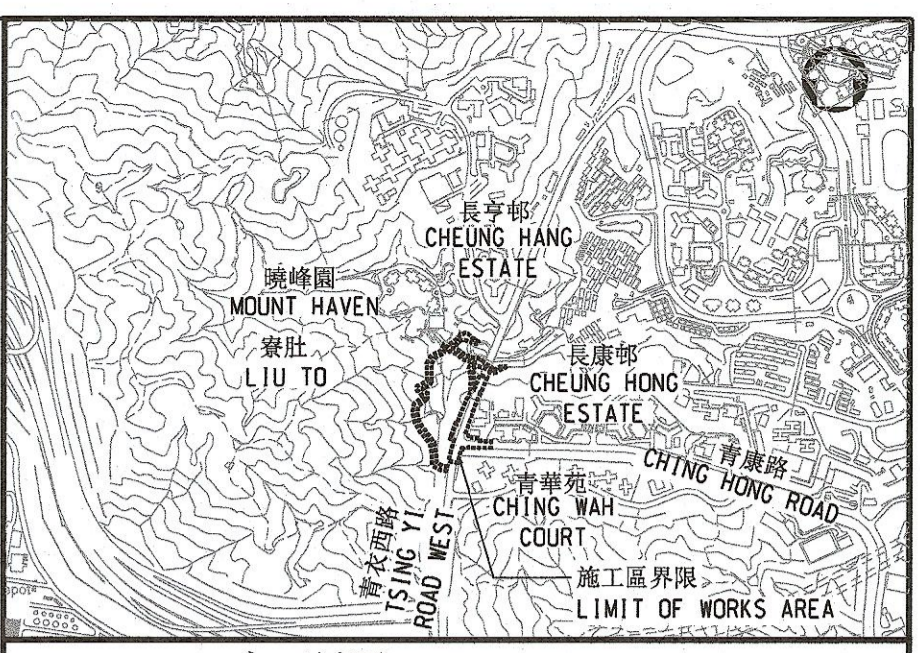 長亨邨
CHEUNG HANG
ESTATE
曉峰園
MOUNT HAVEN
寮肚
LIU TO
長康邨
CHEUNG HONG
ESTATE
青康路
CHING HONG ROAD
青華苑
CHING WAH
COURT
青衣西路
TSING YI
ROAD WEST
施工區界限
LIMIT OF WORKS AREA